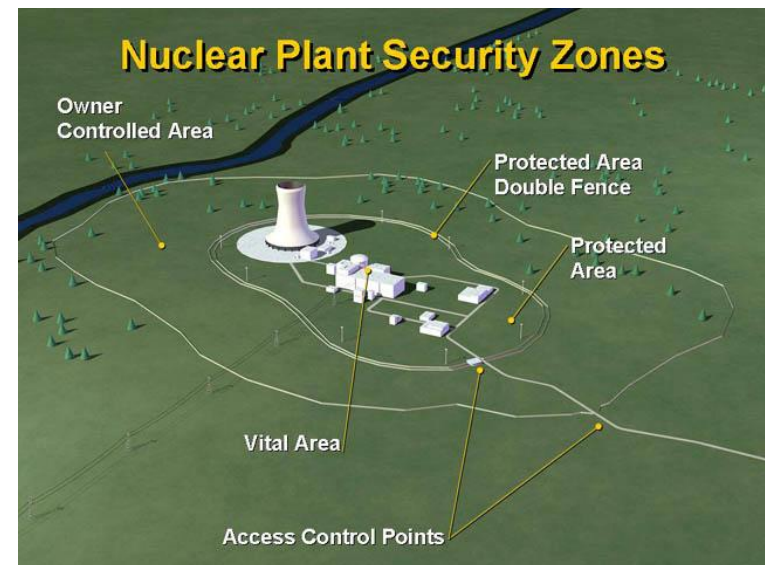 Nuclear Plant Security Zones
Owner
Controlled Area
Protected Area
Double Fence
Protected
Area
Vital Area
Access Control Points